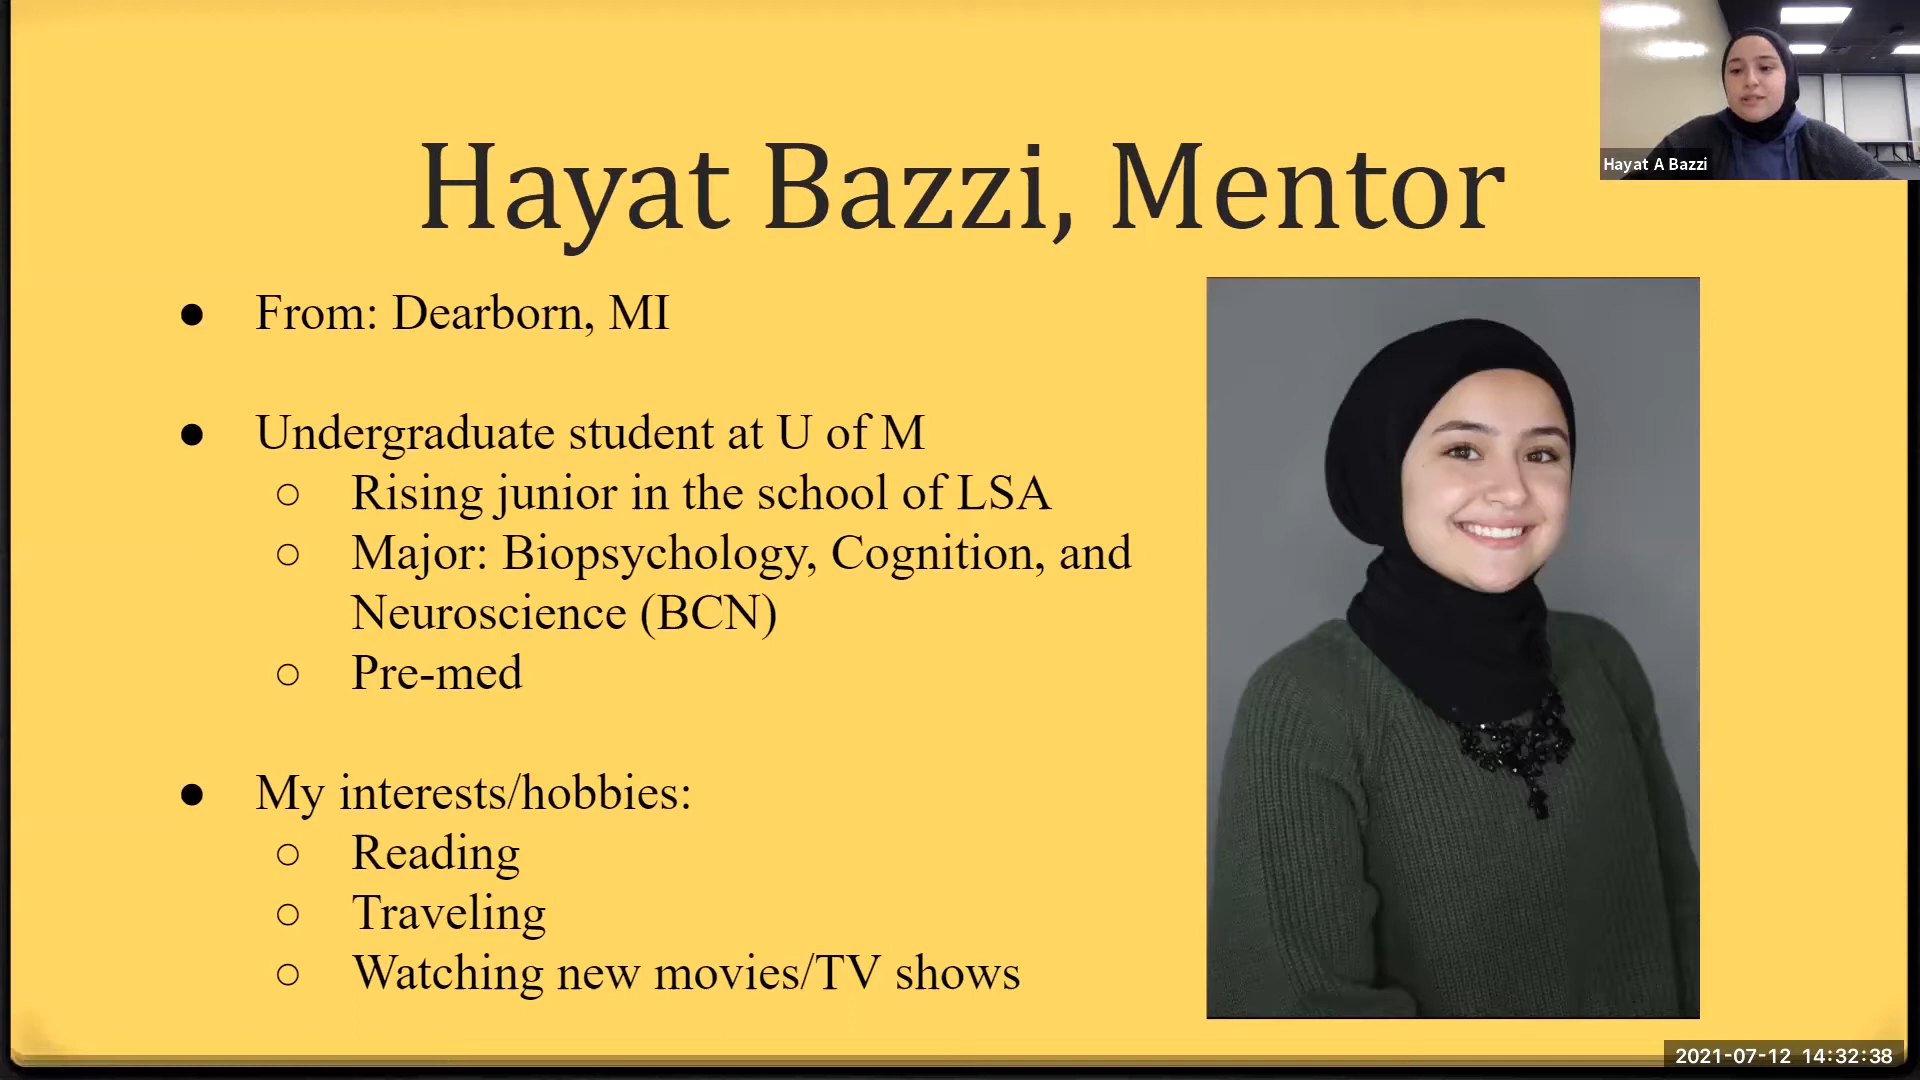 Hayat A Bazzi
Hayat Bazzi, Mentor
● From: Dearborn, MI
● Undergraduate student at U of M
○ Rising junior in the school of LSA
○ Major: Biopsychology, Cognition, and
Neuroscience (BCN)
○ Pre-med
● My interests/hobbies:
○ Reading
○ Traveling
○ Watching new movies/TV shows
2021-07-12 14:32:38